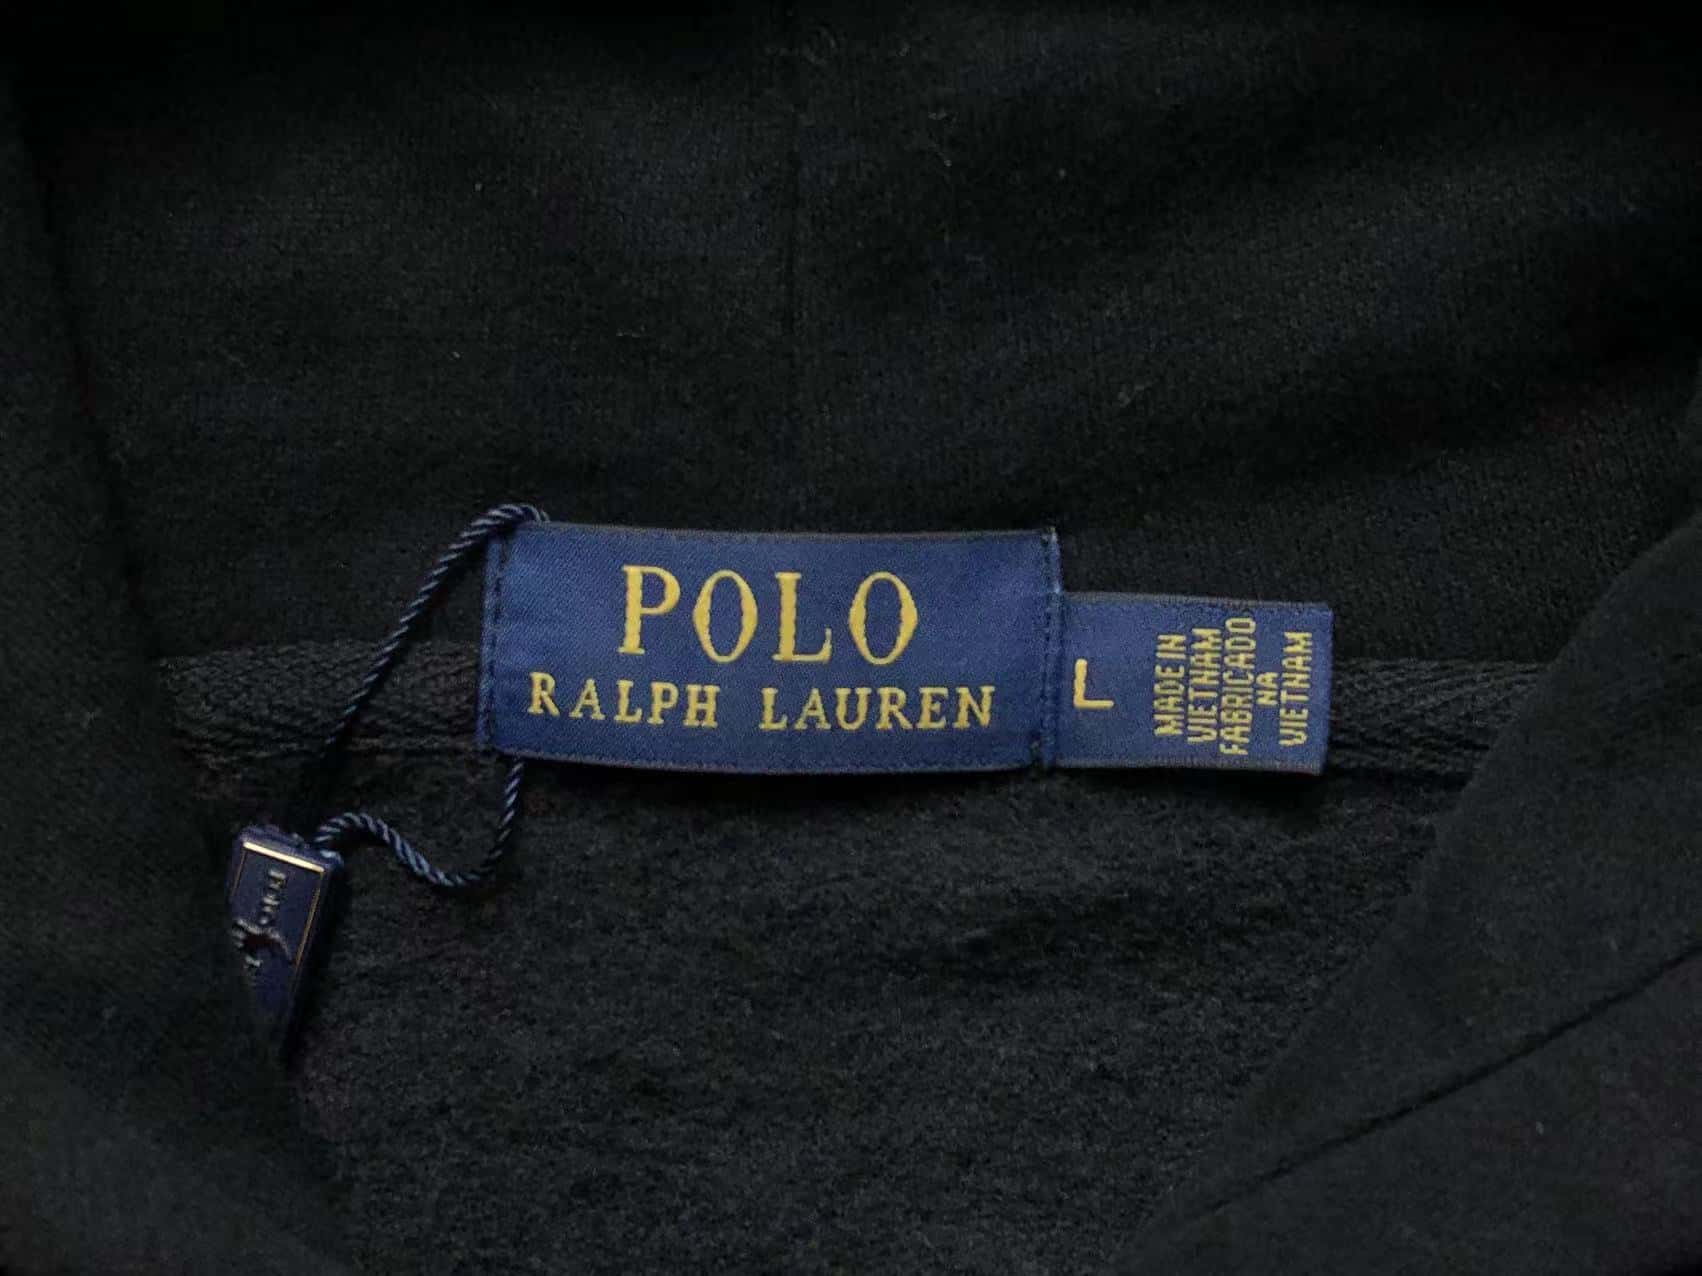 POLO
RALPH LAUREN
L
MADE IN
VIETNAM
FABRICADO
NA
VIETNAM